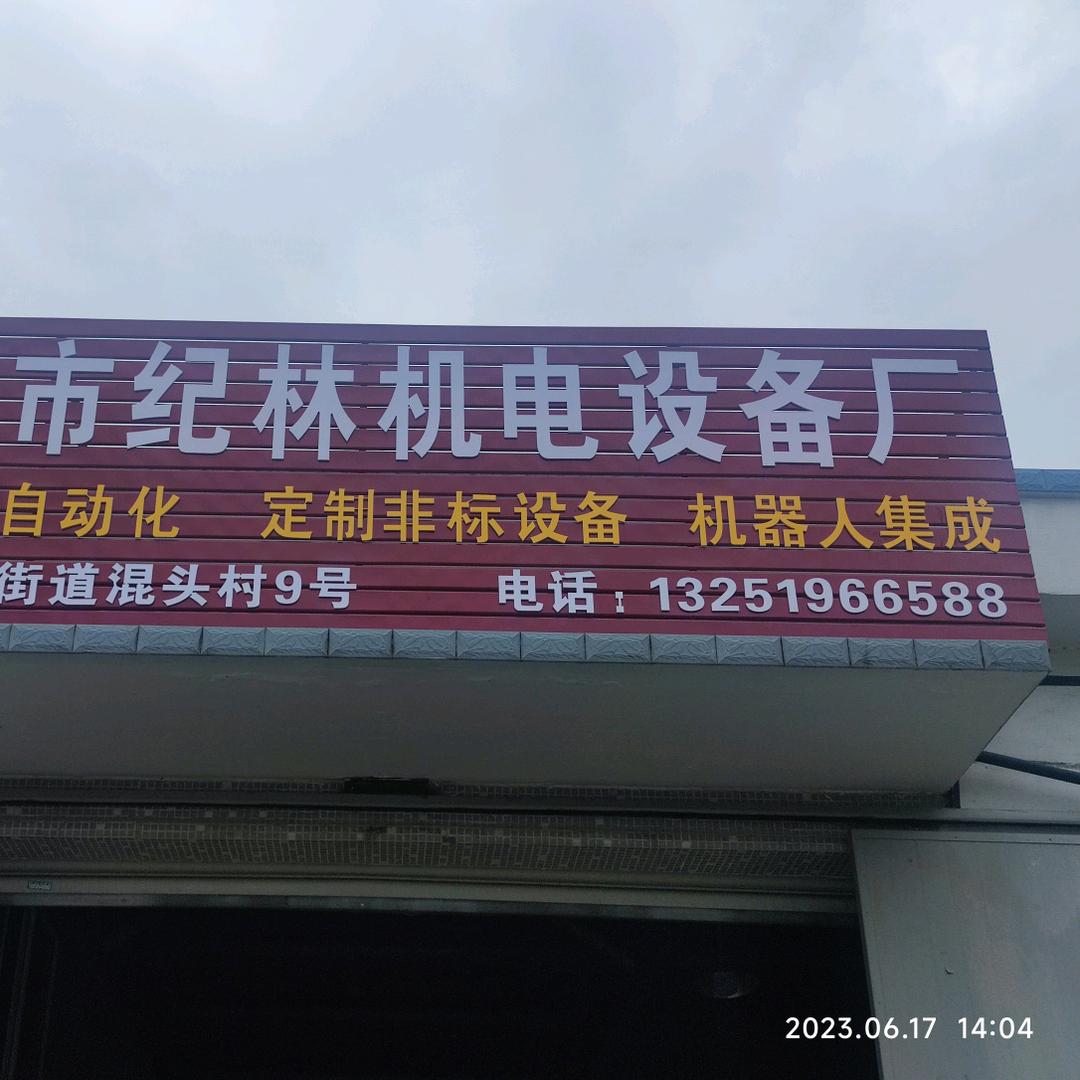 市纪林机电设备厂
自动化 定制非标设备 机器人集成
街道混头村9号 电话：13251966588
2023.06.17 14:04